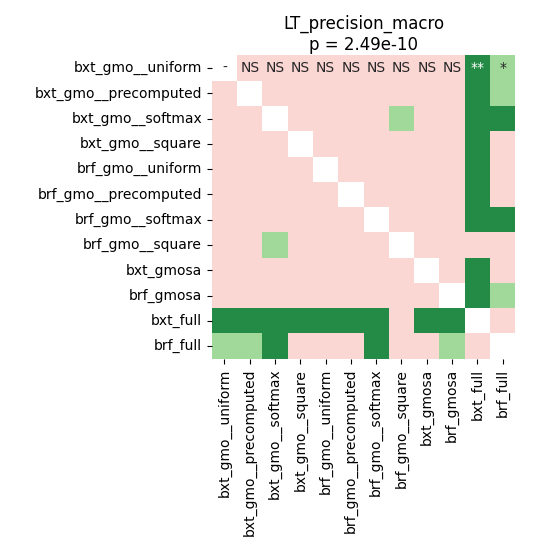 LT_precision_macro
p = 2.49e-10
bxt_gmo__uniform
- NS NS NS NS NS NS NS NS NS ** *
bxt_gmo__precomputed
bxt_gmo__softmax
bxt_gmo__square
brf_gmo__uniform
brf_gmo__precomputed
brf_gmo__softmax
brf_gmo__square
bxt_gmosa
brf_gmosa
bxt_full
brf_full
bxt_gmo__uniform
bxt_gmo__precomputed
bxt_gmo__softmax
bxt_gmo__square
brf_gmo__uniform
brf_gmo__precomputed
brf_gmo__softmax
brf_gmo__square
bxt_gmosa
brf_gmosa
bxt_full
brf_full